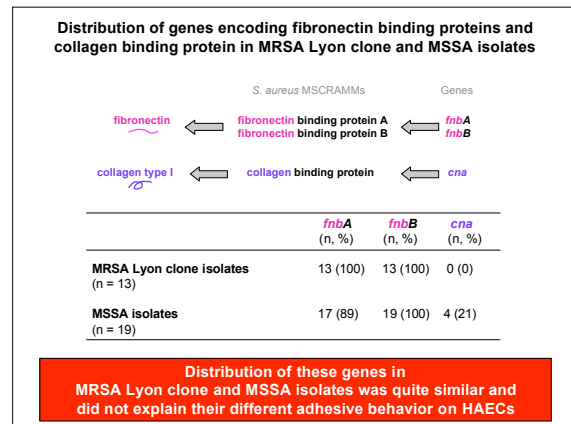 Distribution of genes encoding fibronectin binding proteins and
collagen binding protein in MRSA Lyon clone and MSSA isolates
S. aureus MSCRAMMs Genes
fibronectin fibronectin binding protein A fnbA
fibronectin binding protein B fnbB
collagen type I collagen binding protein cna
fnbA fnbB cna
(n, %) (n, %) (n, %)
MRSA Lyon clone isolates 13 (100) 13 (100) 0 (0)
(n = 13)
MSSA isolates 17 (89) 19 (100) 4 (21)
(n = 19)
Distribution of these genes in
MRSA Lyon clone and MSSA isolates was quite similar and
did not explain their different adhesive behavior on HAECs